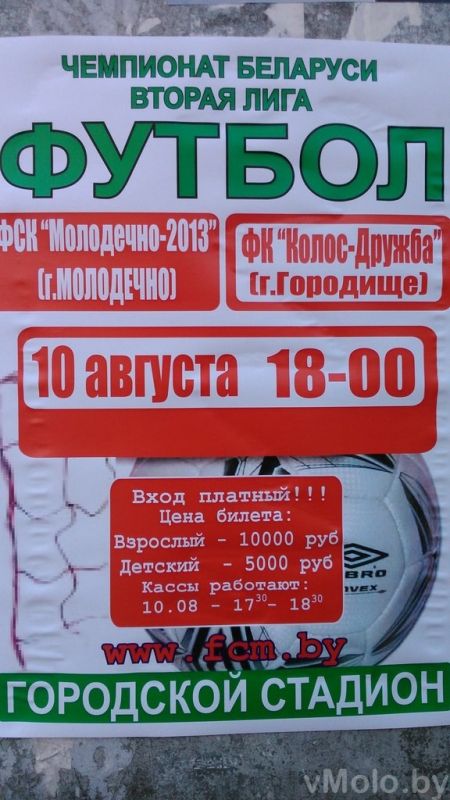 ЧЕМПИОНАТ БЕЛАРУСИ
ВТОРАЯ ЛИГА
ФУТБОЛ
ФСК "Молодечно-2013"
(г.МОЛОДЕЧНО)
ФК "Колос-Дружба"
(г.Городище)
10 августа 18-00
Вход платный!!!
Цена билета:
Взрослый - 10000 руб
Детский - 5000 руб
Кассы работают:
10.08 - 17³⁰ - 18³⁰
www.fcm.by
ГОРОДСКОЙ СТАДИОН
vMolo.by